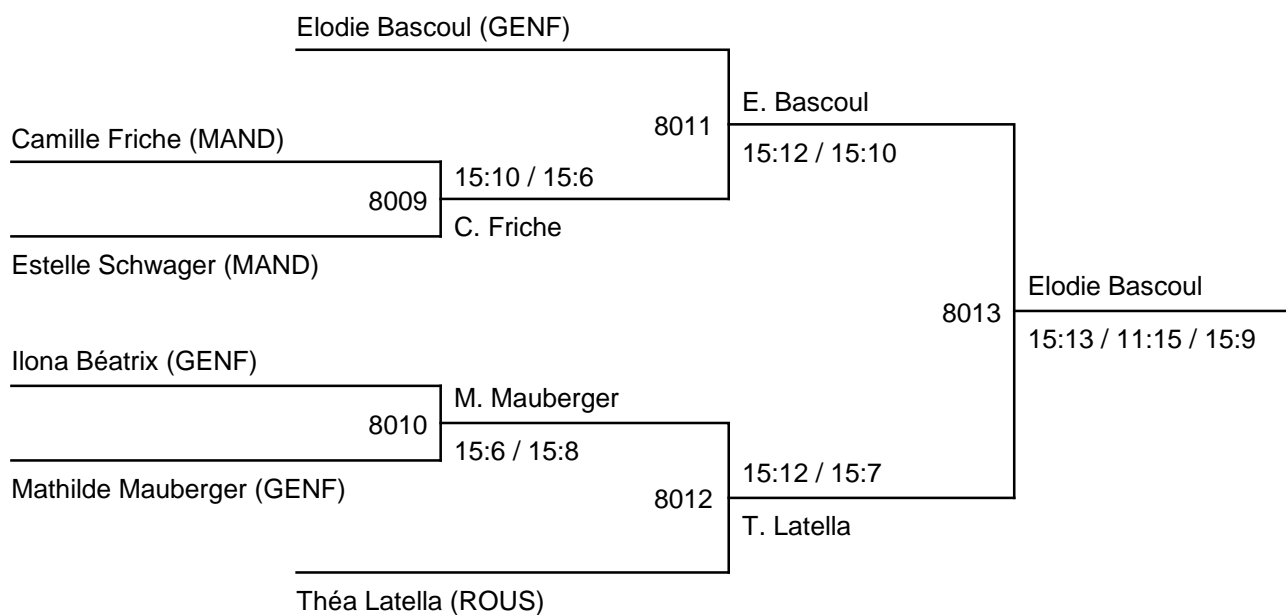 Elodie Bascoul (GENF)
E. Bascoul
8011
Camille Friche (MAND)
15:12 / 15:10
15:10 / 15:6
8009
C. Friche
Estelle Schwager (MAND)
Elodie Bascoul
8013
15:13 / 11:15 / 15:9
Ilona Béatrix (GENF)
M. Mauberger
8010
15:6 / 15:8
15:12 / 15:7
Mathilde Mauberger (GENF)
8012
T. Latella
Théa Latella (ROUS)